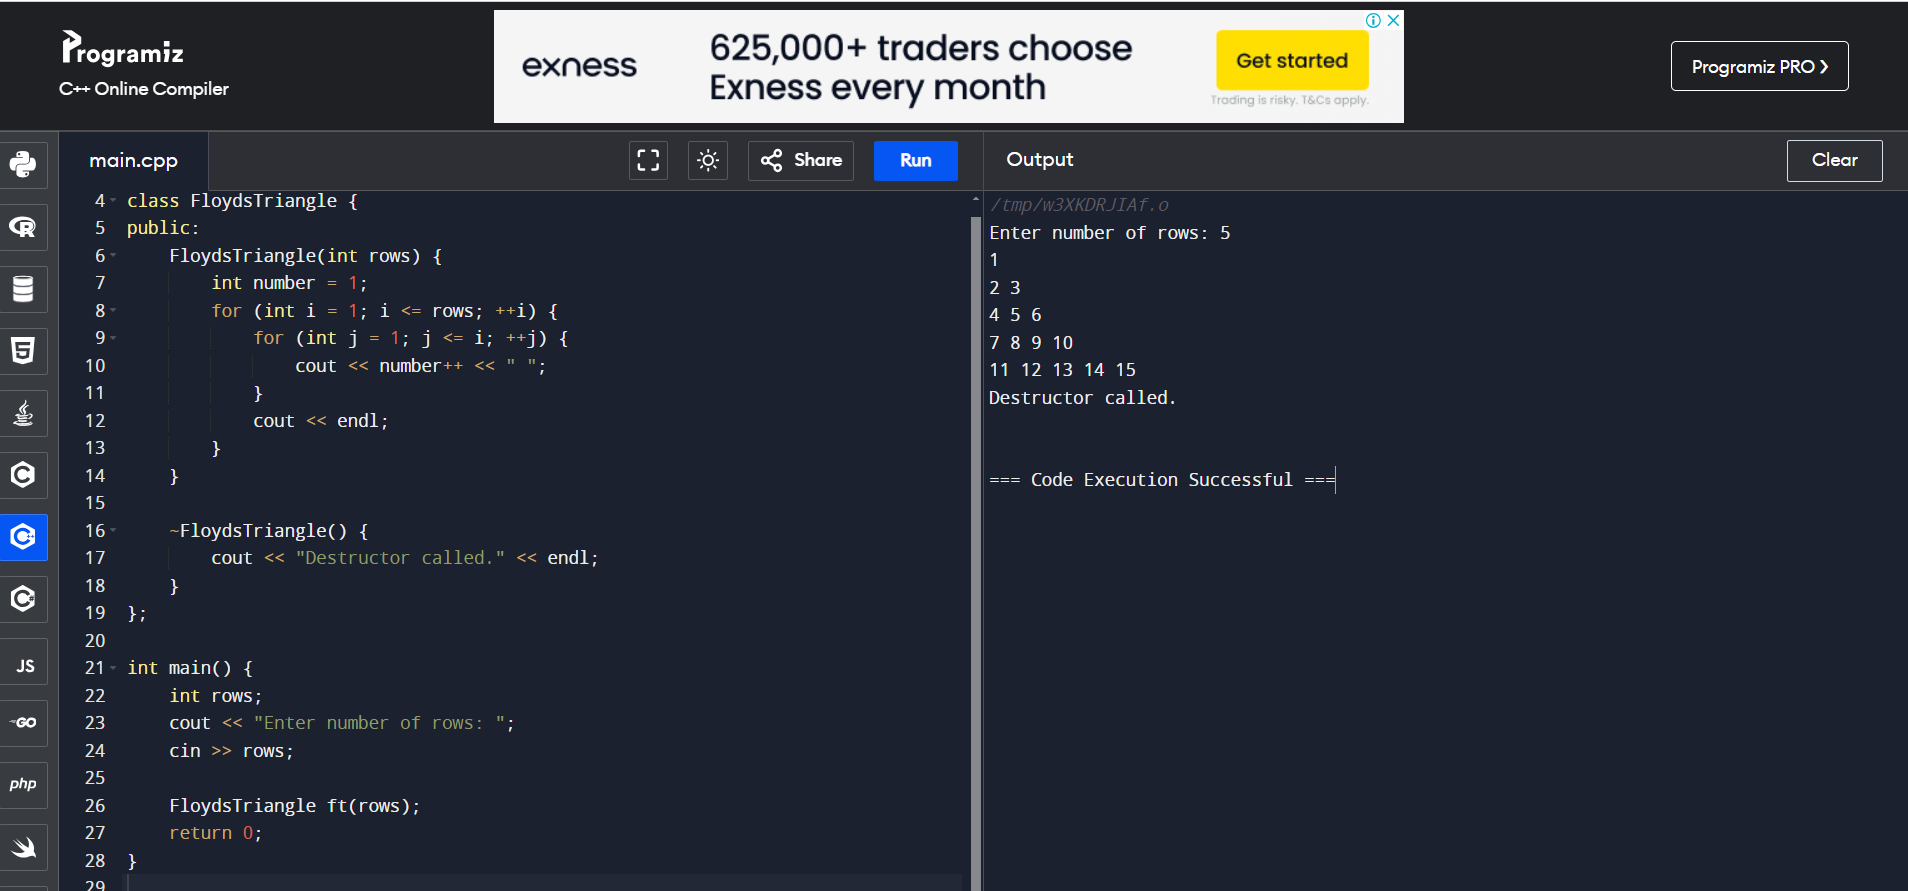 Programiz
C++ Online Compiler
exness
625,000+ traders choose
Exness every month
Get started
Trading is risky. T&Cs apply.
Programiz PRO ❯
main.cpp
Share
Run
Output
Clear
4 class FloydsTriangle {
5 public:
6     FloydsTriangle(int rows) {
7         int number = 1;
8         for (int i = 1; i <= rows; ++i) {
9             for (int j = 1; j <= i; ++j) {
10                 cout << number++ << " ";
11             }
12             cout << endl;
13         }
14     }
15
16     ~FloydsTriangle() {
17         cout << "Destructor called." << endl;
18     }
19 };
20
21 int main() {
22     int rows;
23     cout << "Enter number of rows: ";
24     cin >> rows;
25
26     FloydsTriangle ft(rows);
27     return 0;
28 }
29
/tmp/w3XKDRJIAf.o
Enter number of rows: 5
1
2 3
4 5 6
7 8 9 10
11 12 13 14 15
Destructor called.
=== Code Execution Successful ===
R
5
C
C++
C#
JS
GO
php